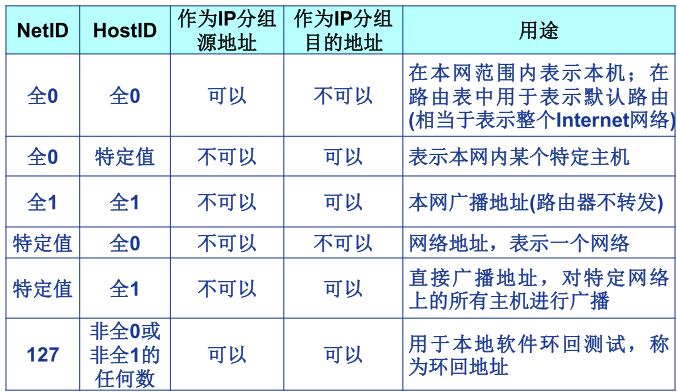 NetID HostID 作为IP分组源地址 作为IP分组目的地址 用途
全0 全0 可以 不可以 在本网范围内表示本机；在路由表中用于表示默认路由(相当于表示整个Internet网络)
全0 特定值 不可以 可以 表示本网内某个特定主机
全1 全1 不可以 可以 本网广播地址(路由器不转发)
特定值 全0 不可以 不可以 网络地址，表示一个网络
特定值 全1 不可以 可以 直接广播地址，对特定网络上的所有主机进行广播
127 非全0或非全1的任何数 可以 可以 用于本地软件环回测试，称为环回地址